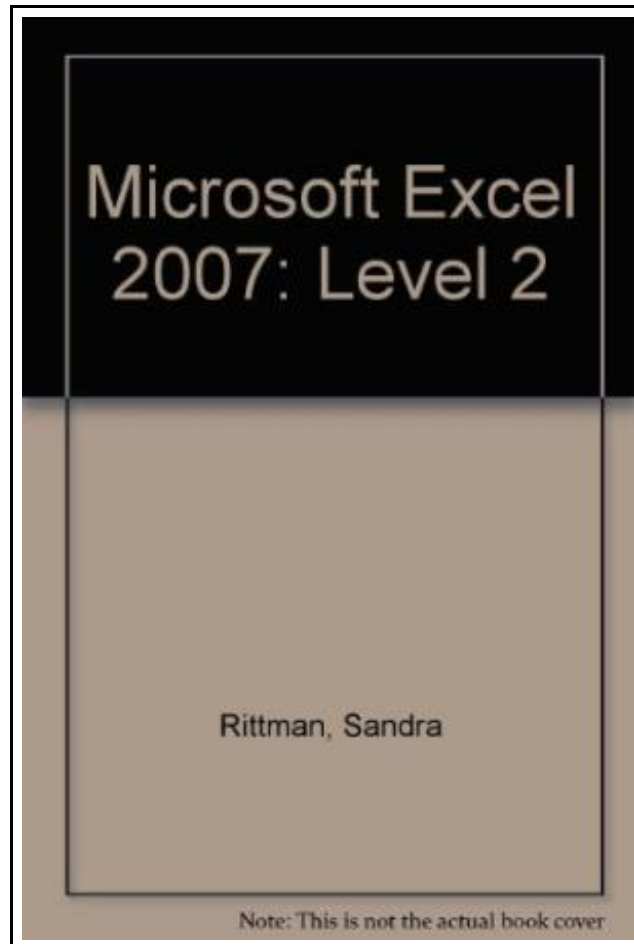 Microsoft Excel
2007: Level 2
Rittman, Sandra
Note: This is not the actual book cover